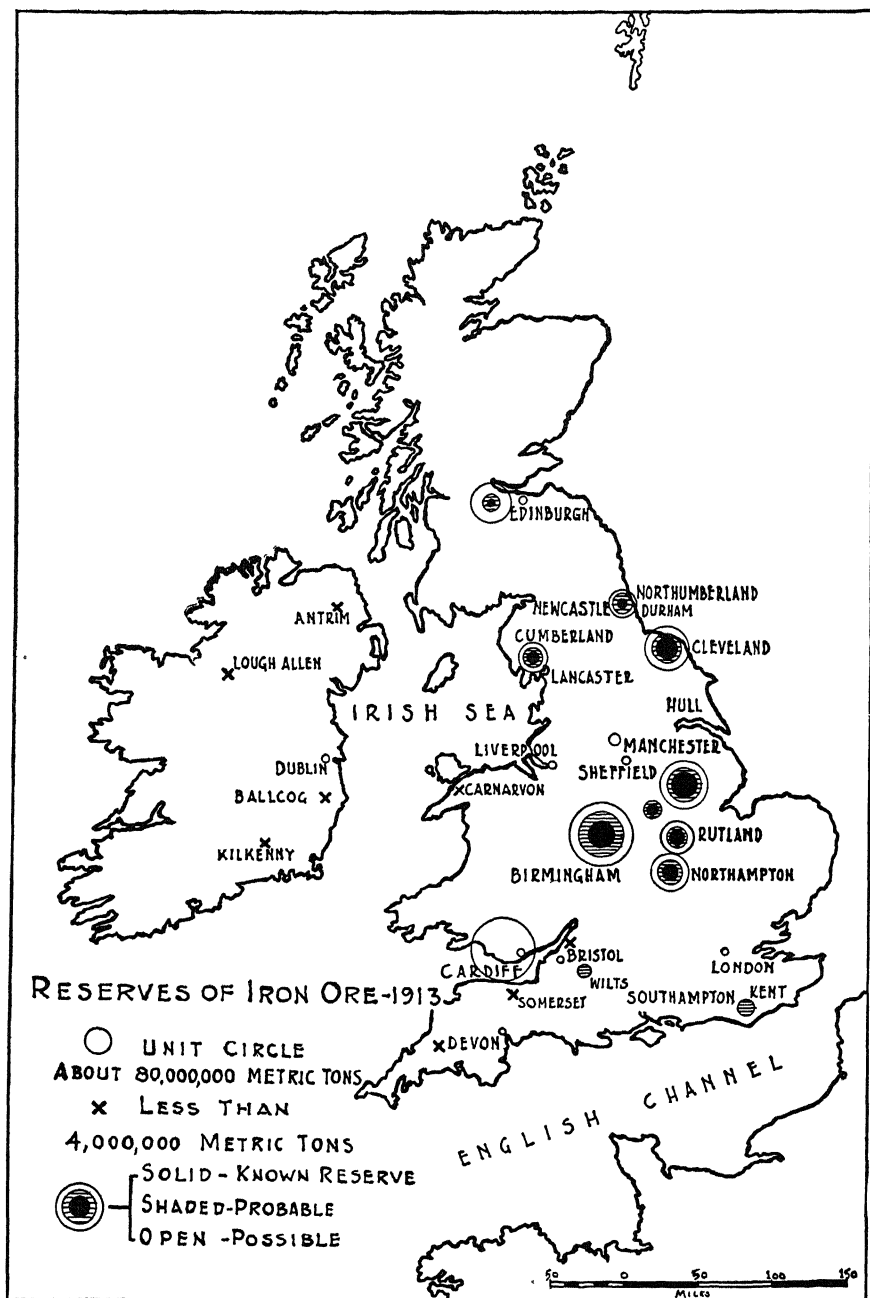 EDINBURGH
NORTHUMBERLAND
NEWCASTLE
DURHAM
ANTRIM
CUMBERLAND
CLEVELAND
LOUGH ALLEN
LANCASTER
IRISH SEA
HULL
MANCHESTER
LIVERPOOL
DUBLIN
SHEFFIELD
BALLCOG
CARNARVON
RUTLAND
KILKENNY
BIRMINGHAM
NORTHAMPTON
BRISTOL
CARDIFF
LONDON
WILTS
KENT
SOUTHAMPTON
SOMERSET
DEVON
ENGLISH CHANNEL
RESERVES OF IRON ORE-1913
UNIT CIRCLE
ABOUT 80,000,000 METRIC TONS
× LESS THAN
4,000,000 METRIC TONS
SOLID-KNOWN RESERVE
SHADED-PROBABLE
OPEN-POSSIBLE
50 0 50 100 150
MILES